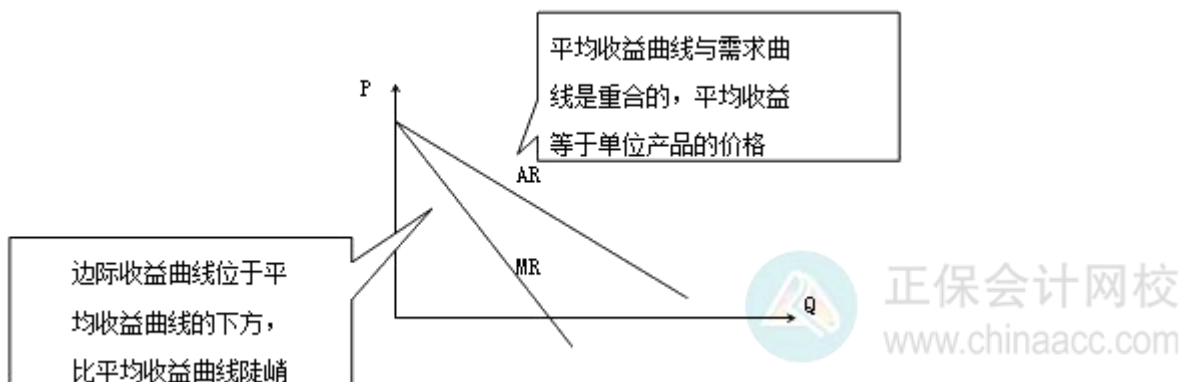 平均收益曲线与需求曲
线是重合的，平均收益
等于单位产品的价格
P
AR
边际收益曲线位于平
均收益曲线的下方，
比平均收益曲线陡峭
MR
Q
正保会计网校
www.chinaacc.com